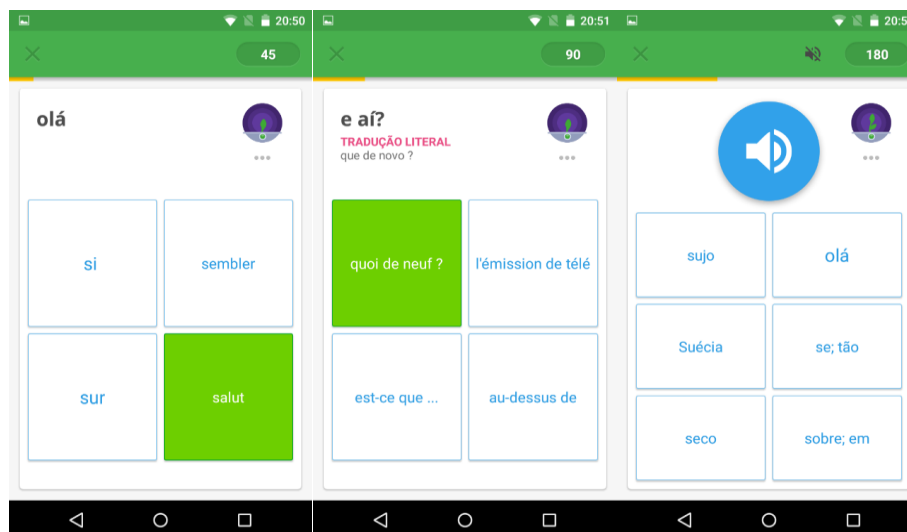 20:50
45
olá
si
sembler
sur
salut
20:51
90
e aí?
TRADUÇÃO LITERAL
que de novo ?
quoi de neuf ?
l'émission de télé
est-ce que ...
au-dessus de
180
sujo
olá
Suécia
se; tão
seco
sobre; em